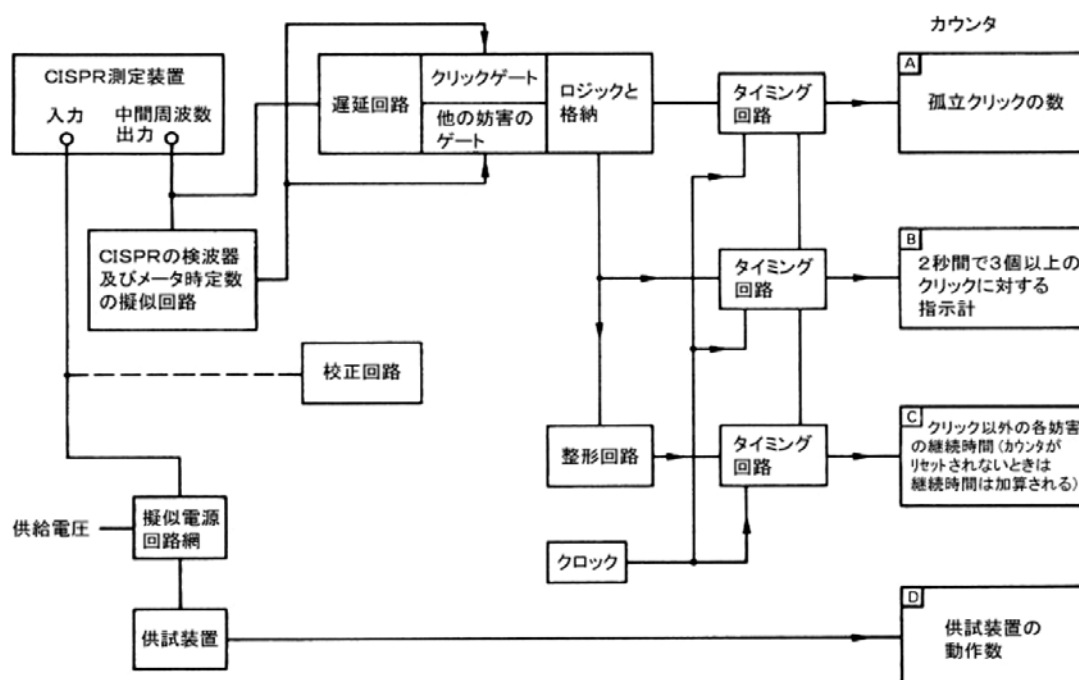 カウンタ
CISPR測定装置
入力
中間周波数
出力
遅延回路
クリックゲート
他の妨害の
ゲート
ロジックと
格納
タイミング
回路
A
孤立クリックの数
CISPRの検波器
及びメータ時定数
の擬似回路
タイミング
回路
B
2秒間で3個以上の
クリックに対する
指示計
校正回路
整形回路
タイミング
回路
C
クリック以外の各妨害
の継続時間(カウンタが
リセットされないときは
継続時間は加算される)
供給電圧
擬似電源
回路網
クロック
供試装置
D
供試装置の
動作数